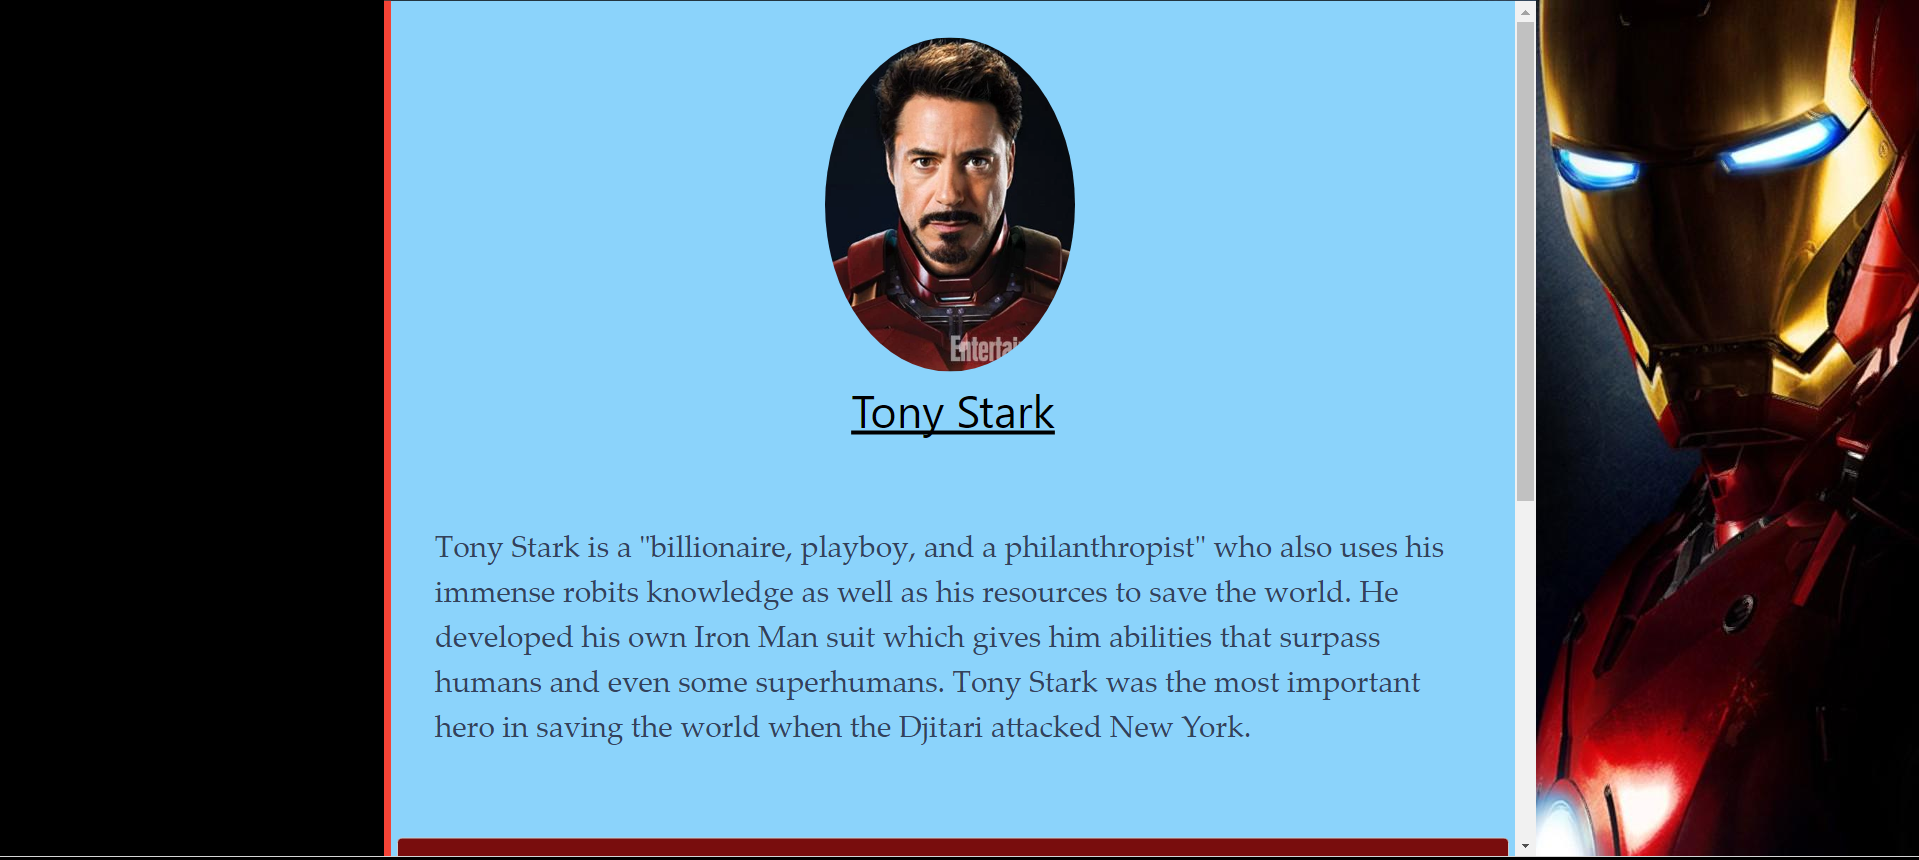 Entertai
Tony Stark
Tony Stark is a "billionaire, playboy, and a philanthropist" who also uses his
immense robits knowledge as well as his resources to save the world. He
developed his own Iron Man suit which gives him abilities that surpass
humans and even some superhumans. Tony Stark was the most important
hero in saving the world when the Djitari attacked New York.